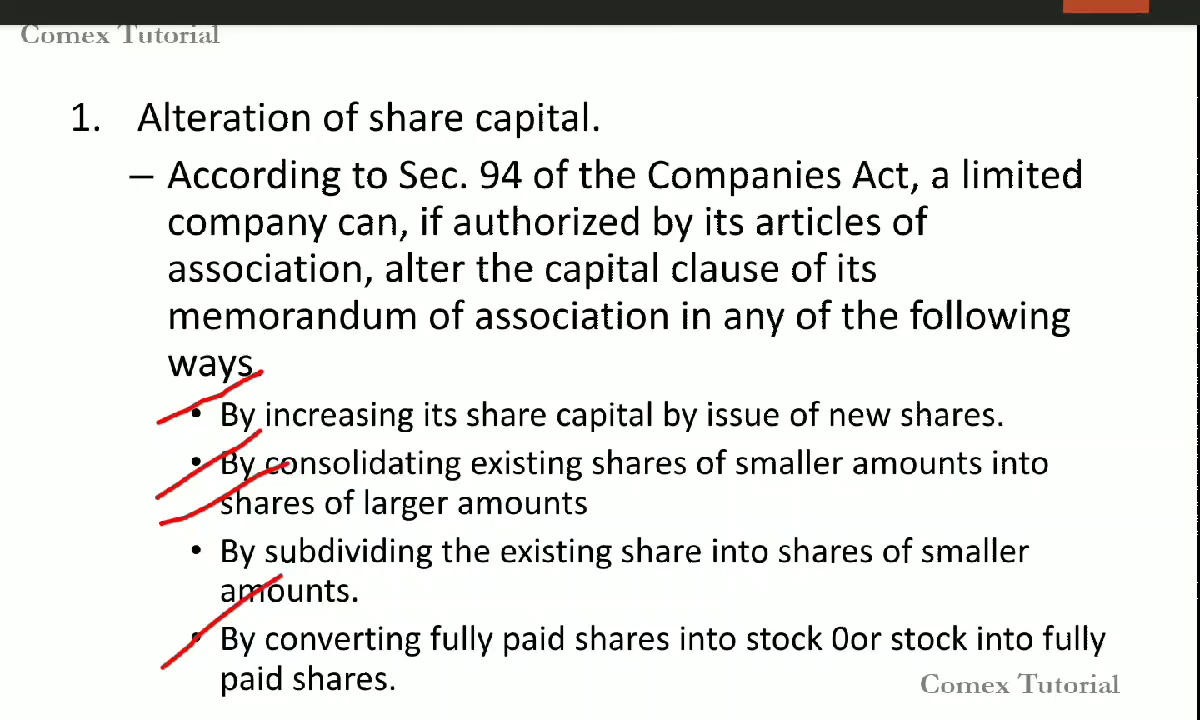 Comex Tutorial
1. Alteration of share capital.
– According to Sec. 94 of the Companies Act, a limited
company can, if authorized by its articles of
association, alter the capital clause of its
memorandum of association in any of the following
ways.
• By increasing its share capital by issue of new shares.
• By consolidating existing shares of smaller amounts into
shares of larger amounts
• By subdividing the existing share into shares of smaller
amounts.
• By converting fully paid shares into stock 0or stock into fully
paid shares.
Comex Tutorial